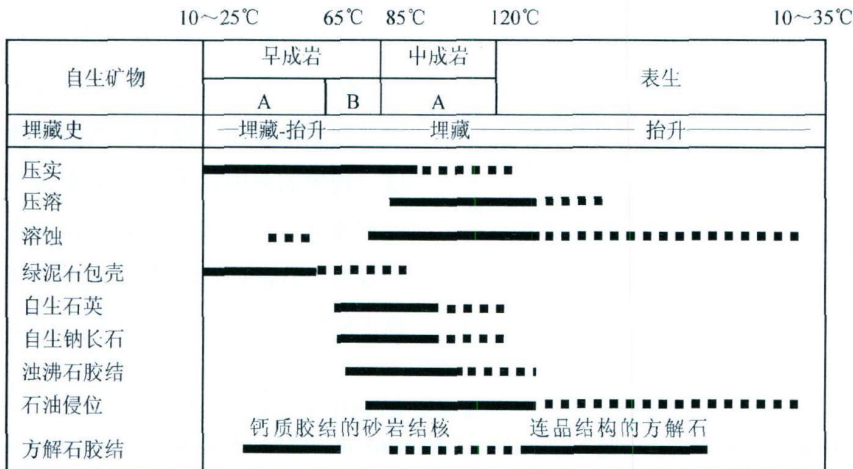 10～25℃ 65℃ 85℃ 120℃ 10～35℃
自生矿物 早成岩 中成岩 表生
A B A
埋藏史 埋藏-抬升 埋藏 抬升
压实
压溶
溶蚀
绿泥石包壳
自生石英
自生钠长石
浊沸石胶结
石油侵位
钙质胶结的砂岩结核 连品结构的方解石
方解石胶结